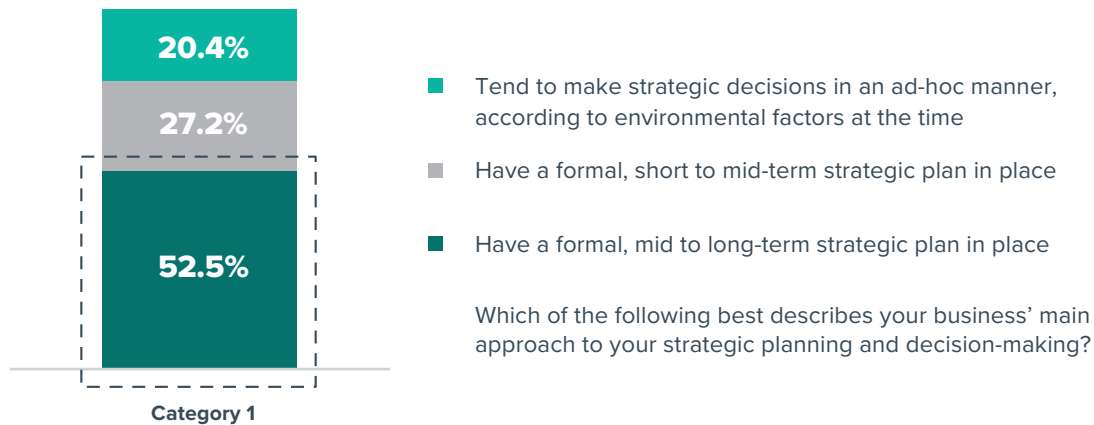 20.4%
27.2%
52.5%
Category 1
Tend to make strategic decisions in an ad-hoc manner,
according to environmental factors at the time
Have a formal, short to mid-term strategic plan in place
Have a formal, mid to long-term strategic plan in place
Which of the following best describes your business’ main
approach to your strategic planning and decision-making?